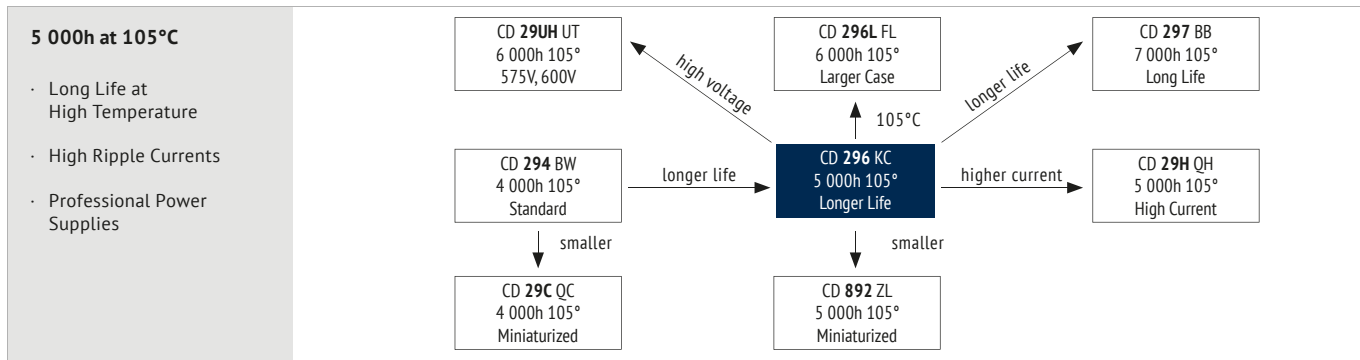 5 000h at 105°C
· Long Life at
High Temperature
· High Ripple Currents
· Professional Power
Supplies
CD 29UH UT
6 000h 105°
575V, 600V
CD 296L FL
6 000h 105°
Larger Case
CD 297 BB
7 000h 105°
Long Life
high voltage
105°C
longer life
CD 294 BW
4 000h 105°
Standard
longer life
CD 296 KC
5 000h 105°
Longer Life
higher current
CD 29H QH
5 000h 105°
High Current
smaller
smaller
CD 29C QC
4 000h 105°
Miniaturized
CD 892 ZL
5 000h 105°
Miniaturized